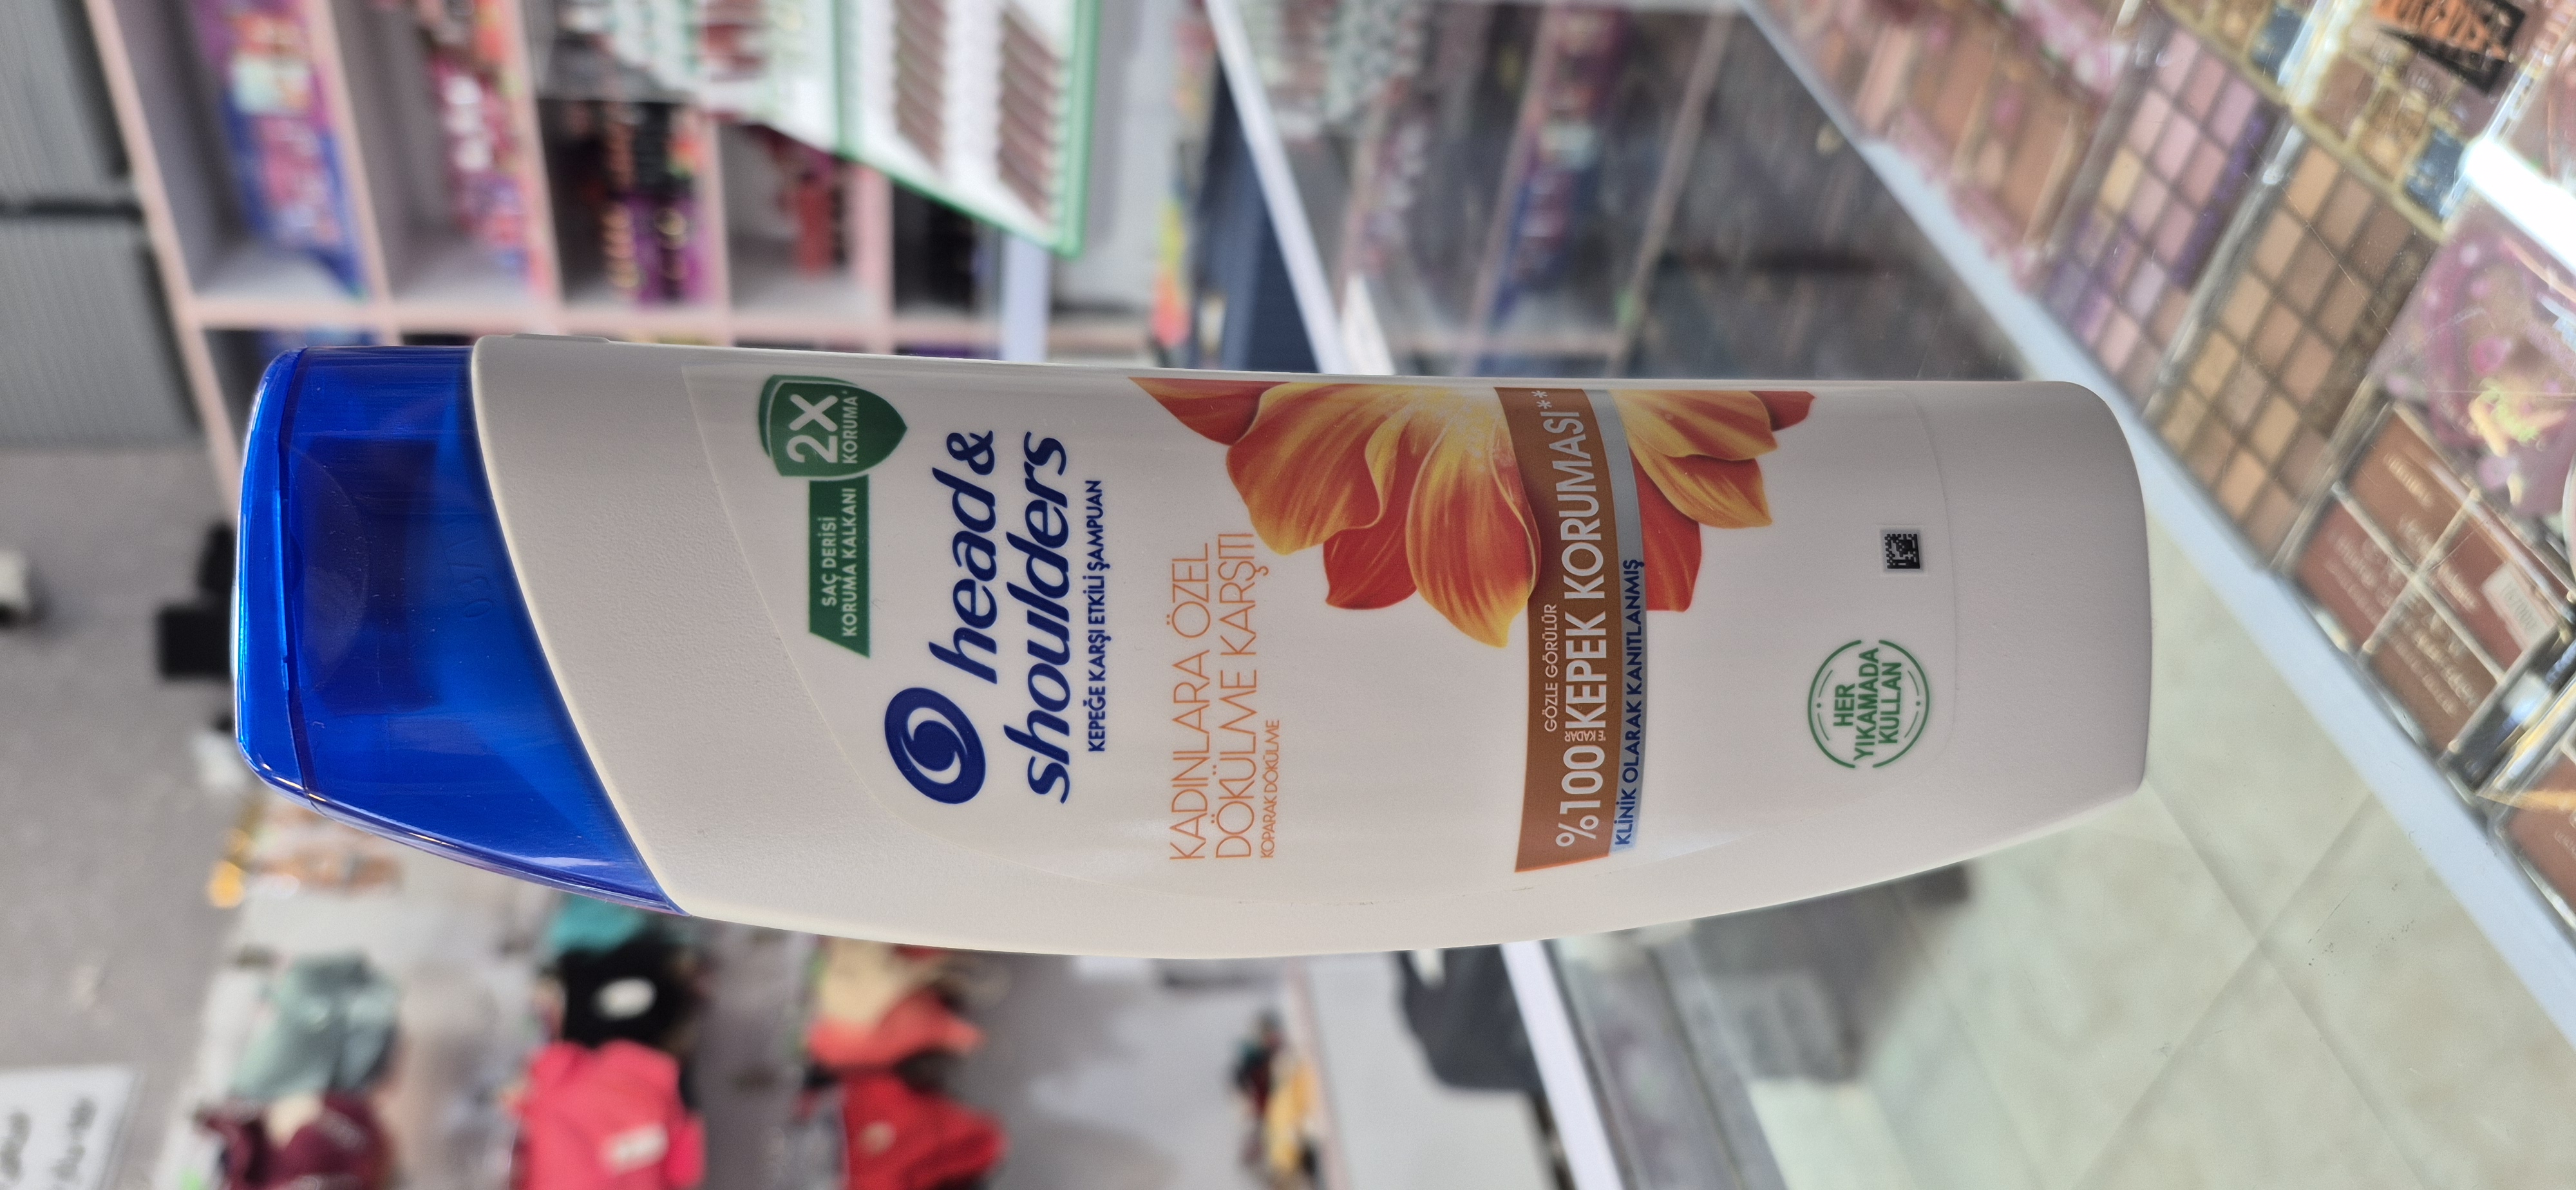 SAÇ DERİSİ
KORUMA KALKANI
2X
KORUMA*
head &
shoulders
KEPEĞE KARŞI ETKİLİ ŞAMPUAN
KADINLARA ÖZEL
DÖKÜLME KARŞITI
KOPARAK DÖKÜLME
GÖZLE GÖRÜLÜR
%100'E KADAR KEPEK KORUMASI**
KLİNİK OLARAK KANITLANMIŞ
HER
YIKAMADA
KULLAN